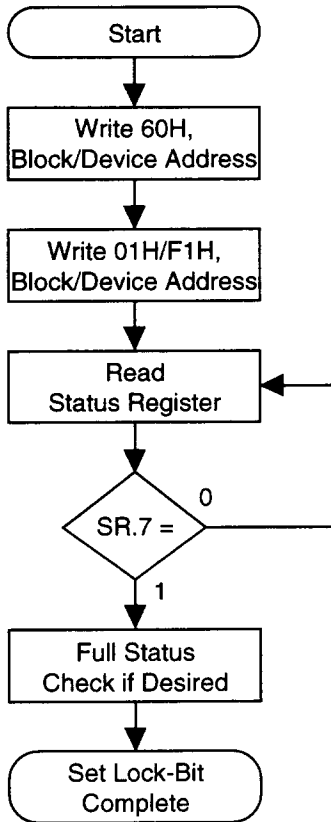 Start
Write 60H,
Block/Device Address
Write 01H/F1H,
Block/Device Address
Read
Status Register
SR.7 =
0
1
Full Status
Check if Desired
Set Lock-Bit
Complete